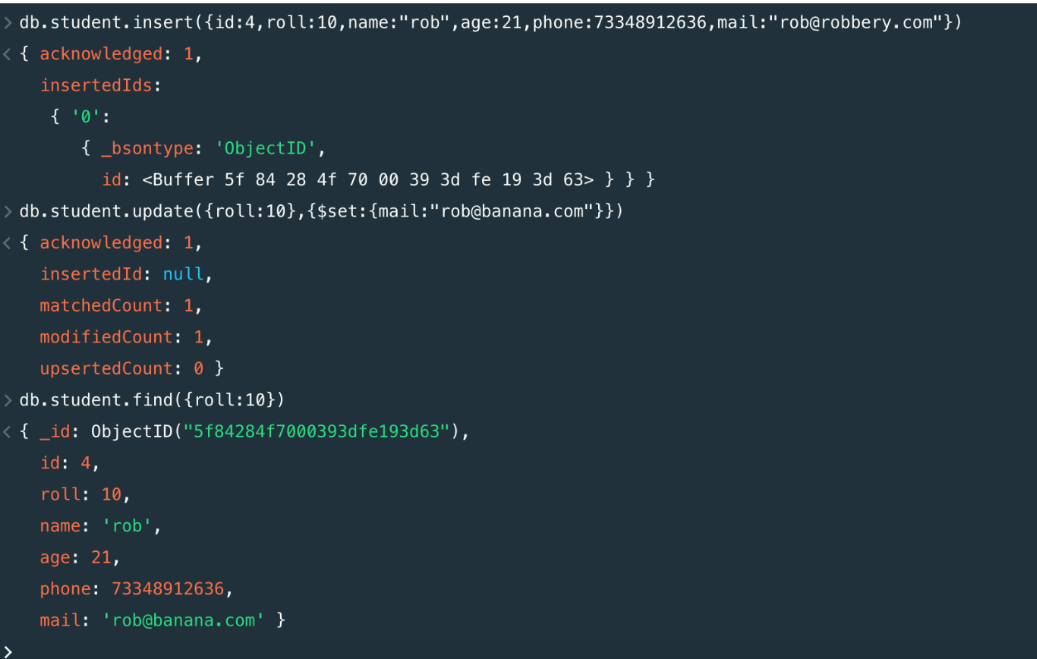 > db.student.insert({id:4,roll:10,name:"rob",age:21,phone:73348912636,mail:"rob@robbery.com"})
< { acknowledged: 1,
insertedIds:
{ '0':
{ _bsontype: 'ObjectID',
id: <Buffer 5f 84 28 4f 70 00 39 3d fe 19 3d 63> } } }
> db.student.update({roll:10},{$set:{mail:"rob@banana.com"}})
< { acknowledged: 1,
insertedId: null,
matchedCount: 1,
modifiedCount: 1,
upsertedCount: 0 }
> db.student.find({roll:10})
< { _id: ObjectID("5f84284f7000393dfe193d63"),
id: 4,
roll: 10,
name: 'rob',
age: 21,
phone: 73348912636,
mail: 'rob@banana.com' }
>